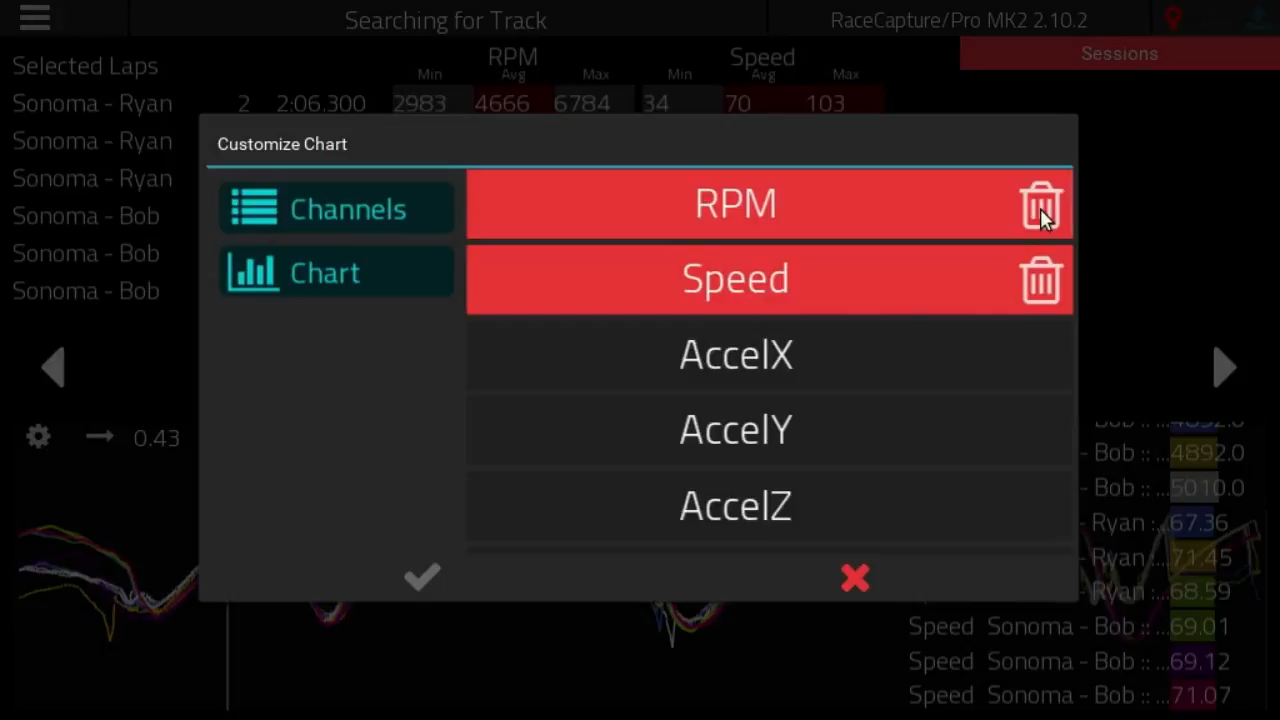 Searching for Track
RaceCapture/Pro MK2 2.10.2
Sessions
Selected Laps
RPM
Speed
Min Avg Max Min Avg Max
Sonoma - Ryan 2 2:06.300 2983 4666 6784 34 70 103
Sonoma - Ryan
Sonoma - Ryan
Sonoma - Bob
Sonoma - Bob
Sonoma - Bob
Customize Chart
Channels
Chart
RPM
Speed
AccelX
AccelY
AccelZ
0.43
- Bob :: ...4892.0
- Bob :: ...5010.0
- Ryan :...67.36
- Ryan :...71.45
- Ryan :...68.59
Speed Sonoma - Bob :: ...69.01
Speed Sonoma - Bob :: ...69.12
Speed Sonoma - Bob :: ...71.07